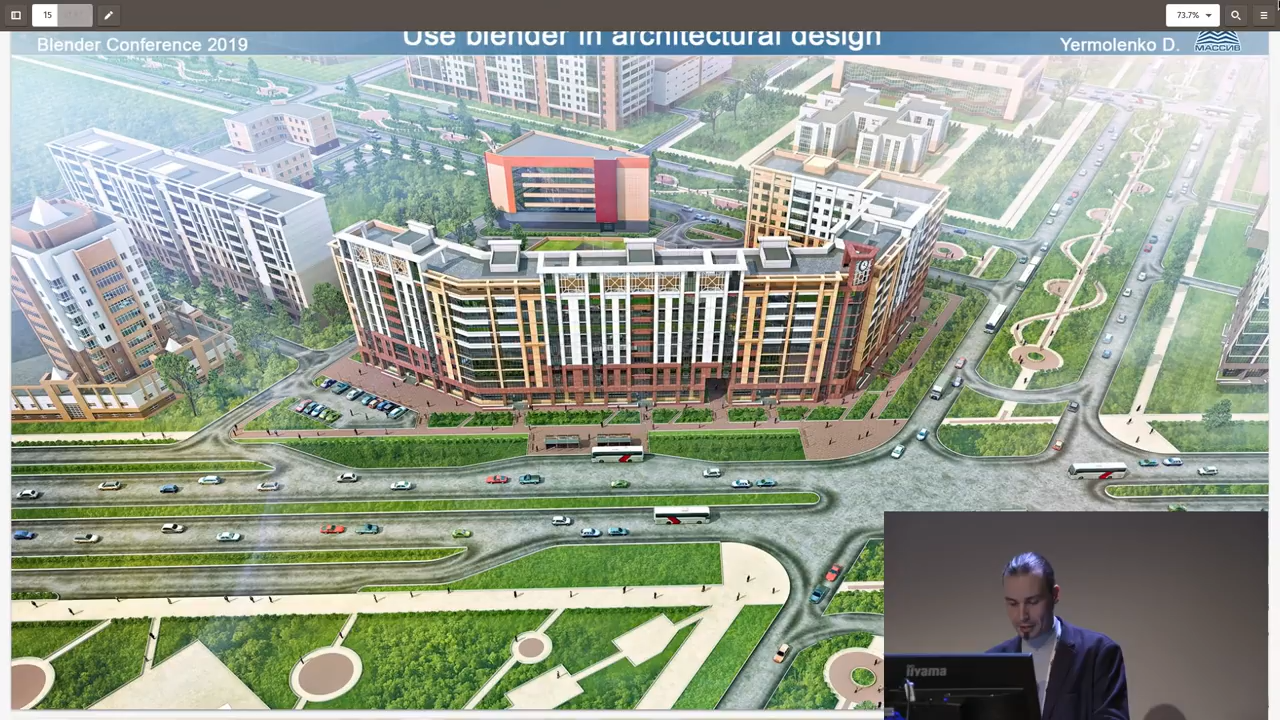 15
73.7%
Use blender in architectural design
Blender Conference 2019
Yermolenko D.
МАССИВ
iiyama